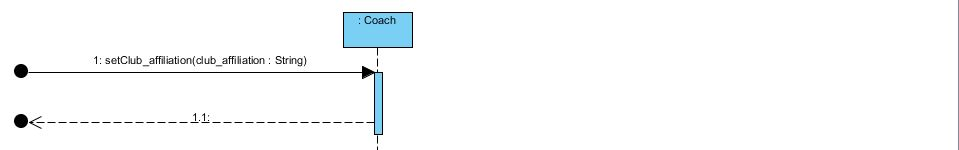 : Coach
1: setClub_affiliation(club_affiliation : String)
1.1: